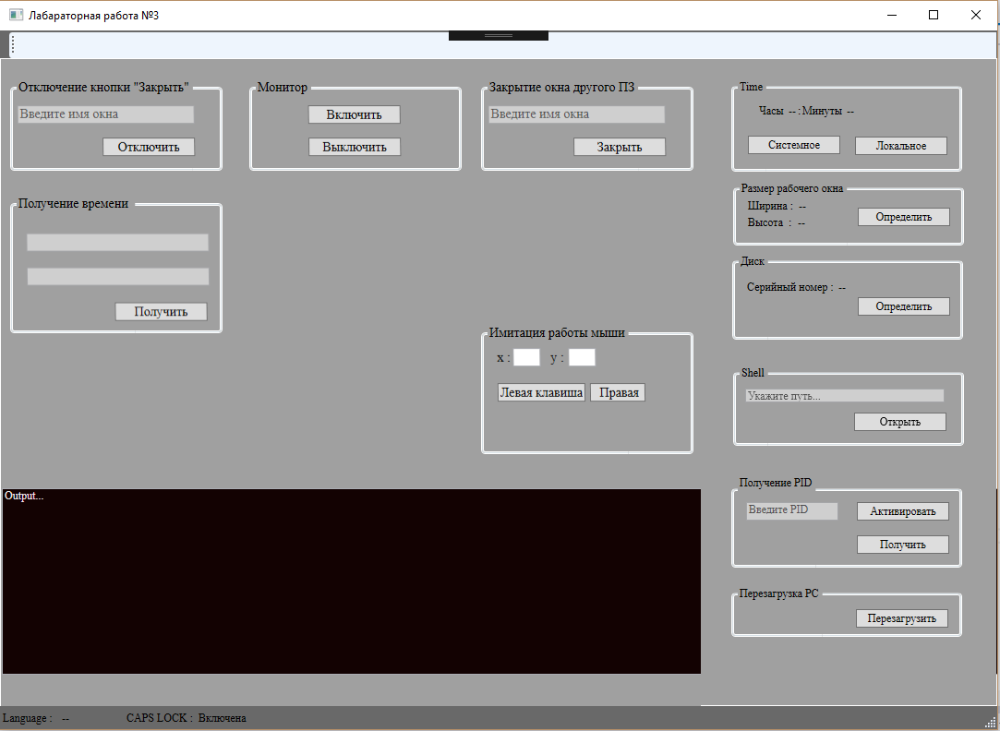 Лабараторная работа №3
Отключение кнопки "Закрыть"
Введите имя окна
Отключить
Монитор
Включить
Выключить
Закрытие окна другого ПЗ
Введите имя окна
Закрыть
Time
Часы -- : Минуты --
Системное
Локальное
Размер рабочего окна
Ширина : --
Высота : --
Определить
Получение времени
Получить
Диск
Серийный номер : --
Определить
Имитация работы мыши
x :
y :
Левая клавиша
Правая
Shell
Укажите путь...
Открыть
Output...
Получение PID
Введите PID
Активировать
Получить
Перезагрузка PC
Перезагрузить
Language : --
CAPS LOCK : Включена